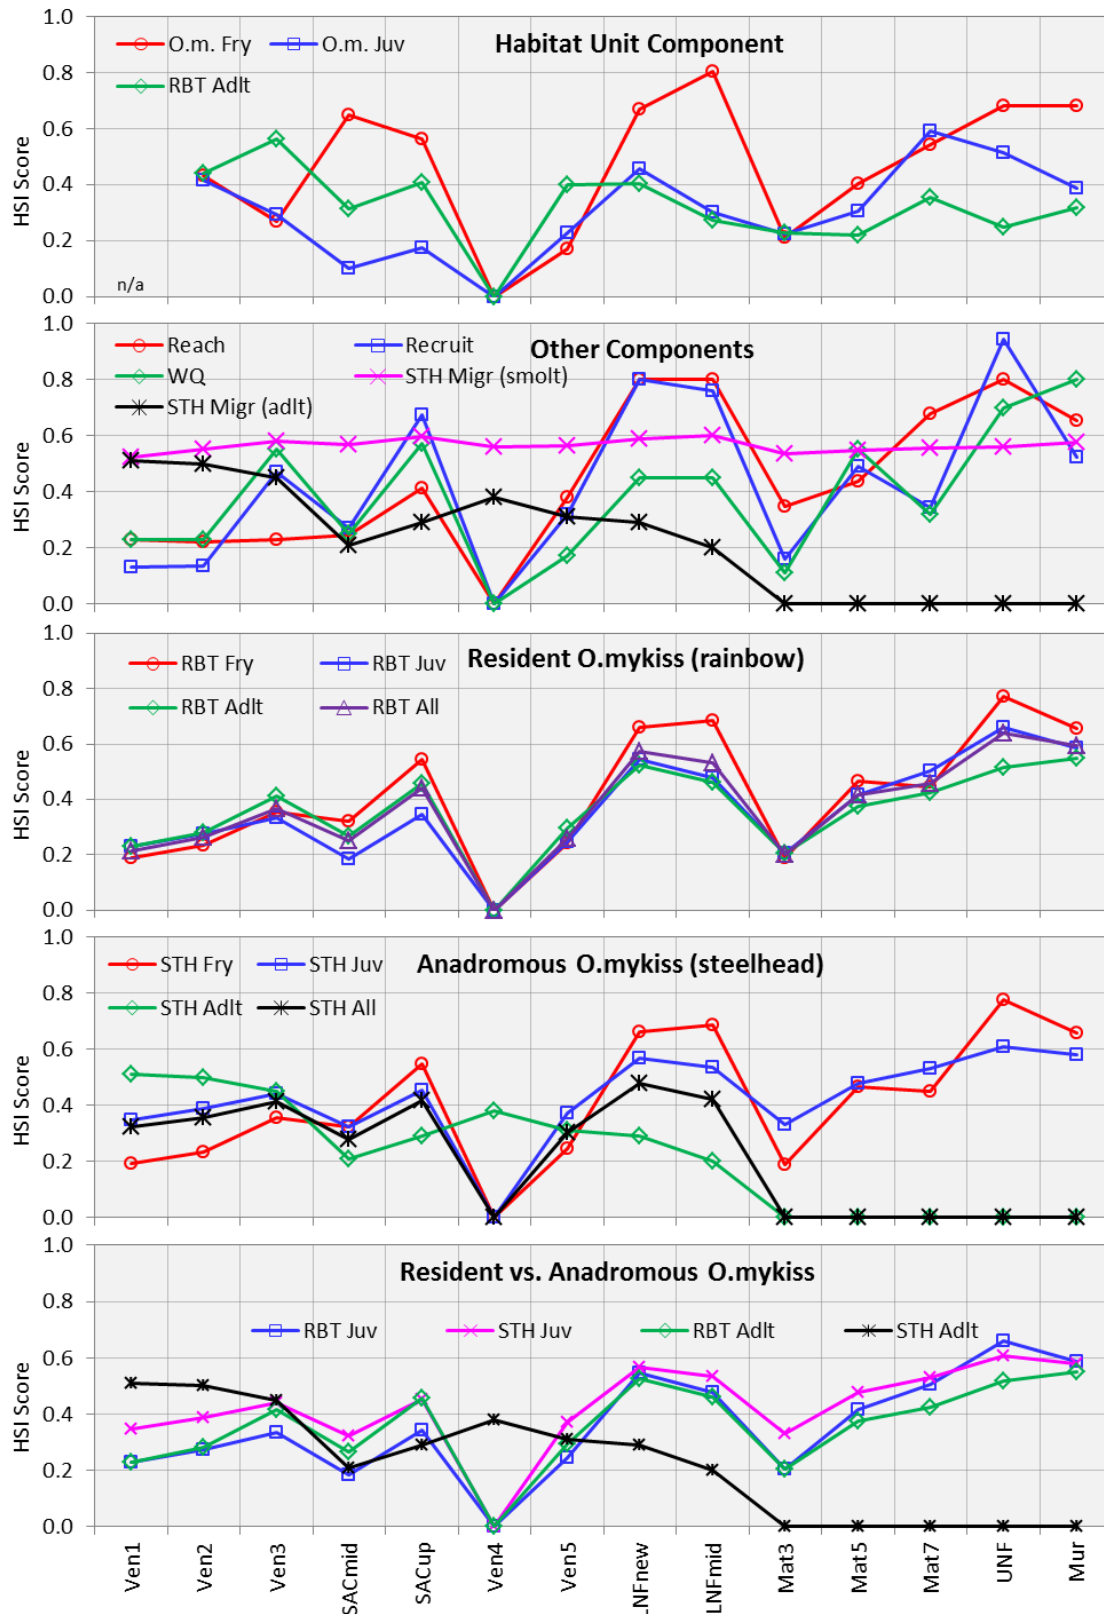 Habitat Unit Component
O.m. Fry O.m. Juv
RBT Adlt
HSI Score
1.0
0.8
0.6
0.4
0.2
0.0
n/a
Other Components
Reach Recruit
WQ STH Migr (smolt)
STH Migr (adlt)
HSI Score
1.0
0.8
0.6
0.4
0.2
0.0
Resident O.mykiss (rainbow)
RBT Fry RBT Juv
RBT Adlt RBT All
HSI Score
1.0
0.8
0.6
0.4
0.2
0.0
Anadromous O.mykiss (steelhead)
STH Fry STH Juv
STH Adlt STH All
HSI Score
1.0
0.8
0.6
0.4
0.2
0.0
Resident vs. Anadromous O.mykiss
RBT Juv STH Juv RBT Adlt STH Adlt
HSI Score
1.0
0.8
0.6
0.4
0.2
0.0
Ven1 Ven2 Ven3 SACmid SACup Ven4 Ven5 LNFnew LNFmid Mat3 Mat5 Mat7 UNF Mur